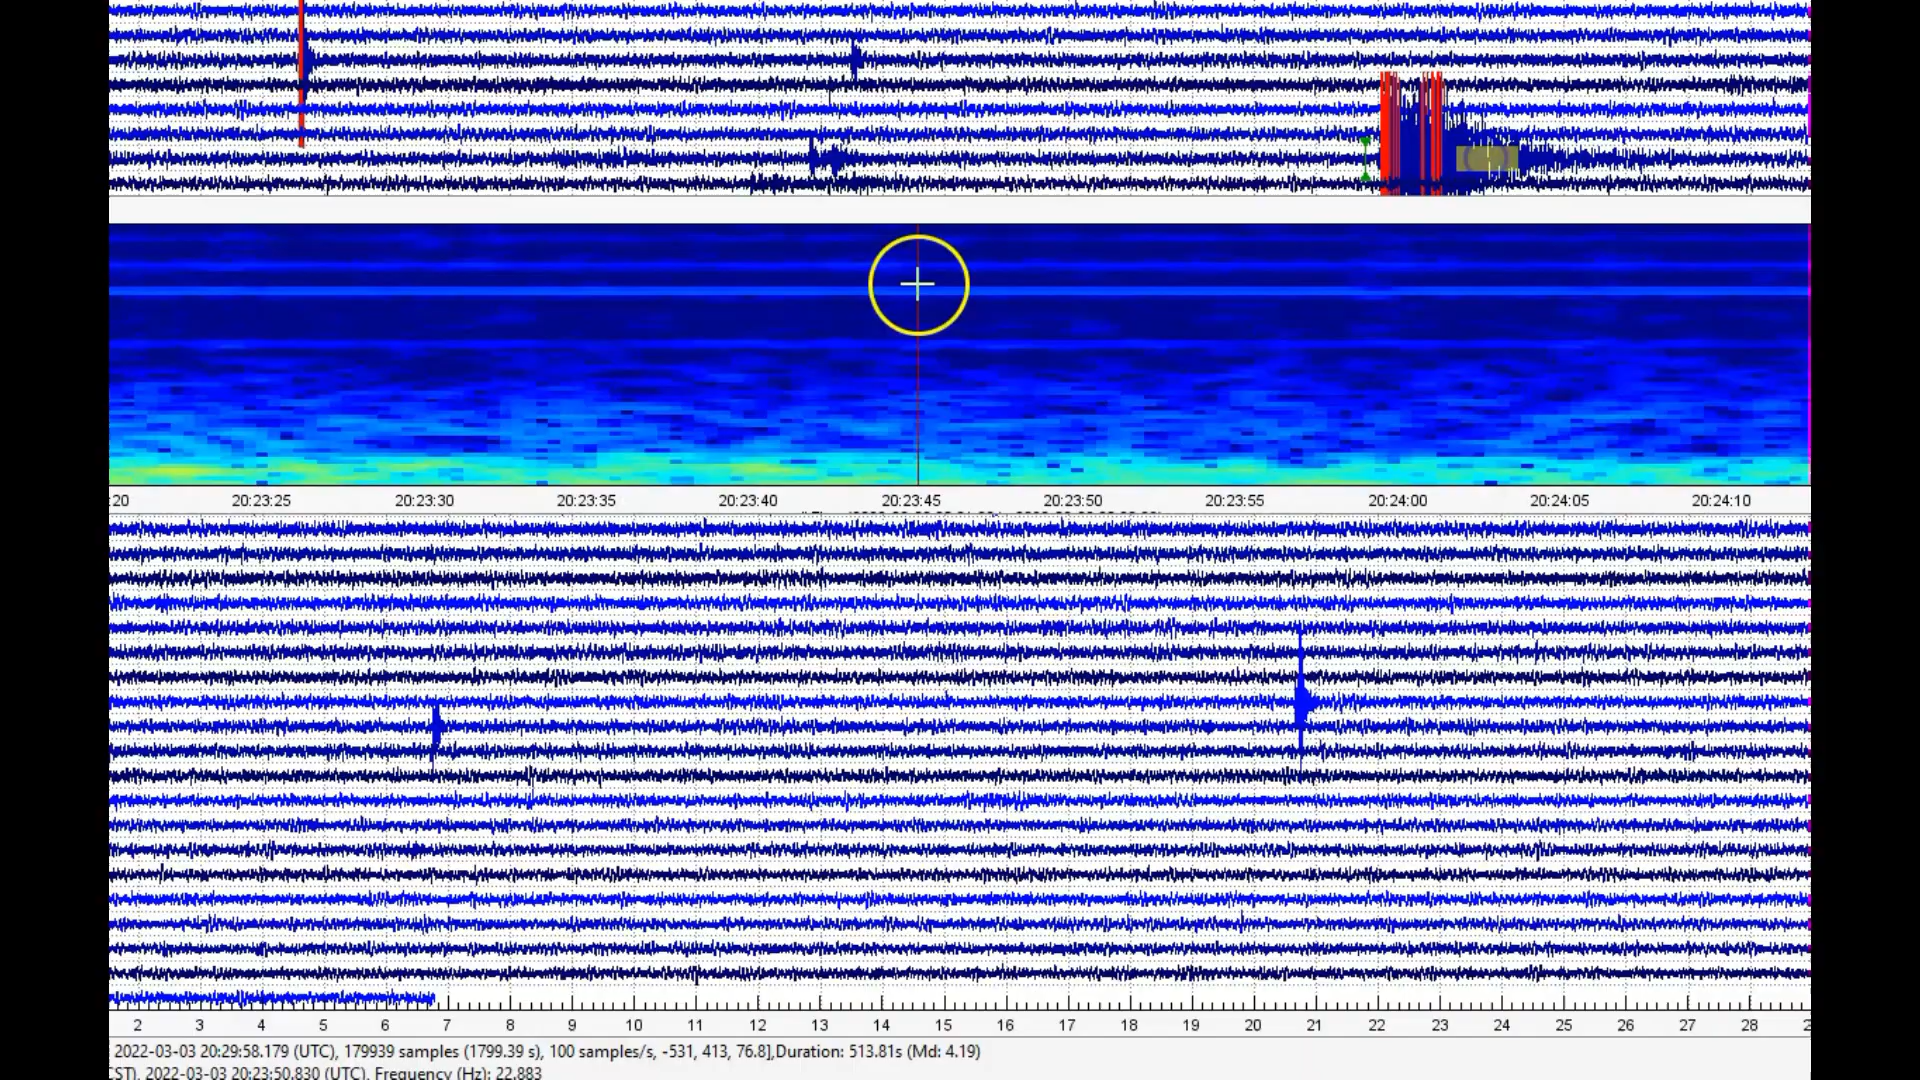 :20 20:23:25 20:23:30 20:23:35 20:23:40 20:23:45 20:23:50 20:23:55 20:24:00 20:24:05 20:24:10
2 3 4 5 6 7 8 9 10 11 12 13 14 15 16 17 18 19 20 21 22 23 24 25 26 27 28 2
2022-03-03 20:29:58.179 (UTC), 179939 samples (1799.39 s), 100 samples/s, -531, 413, 76.8],Duration: 513.81s (Md: 4.19)
CST), 2022-03-03 20:23:50.830 (UTC), Frequency (Hz): 22.883